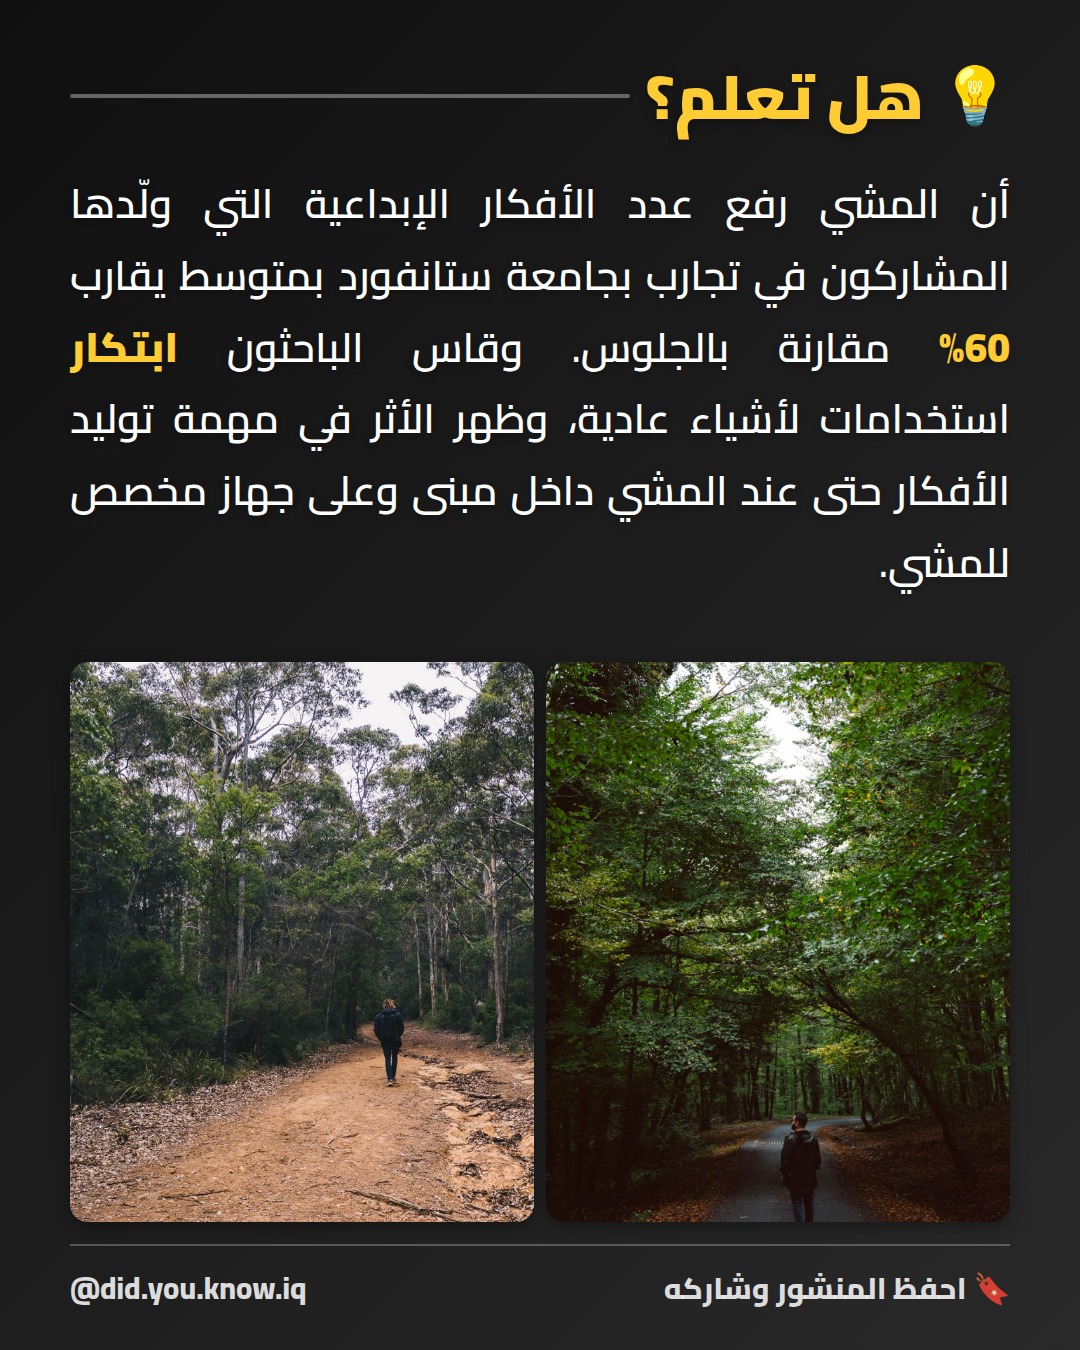 هل تعلم؟
أن المشي رفع عدد الأفكار الإبداعية التي ولّدها
المشاركون في تجارب بجامعة ستانفورد بمتوسط يقارب
60% مقارنة بالجلوس. وقاس الباحثون ابتكار
استخدامات لأشياء عادية، وظهر الأثر في مهمة توليد
الأفكار حتى عند المشي داخل مبنى وعلى جهاز مخصص
للمشي.
احفظ المنشور وشاركه
@did.you.know.iq